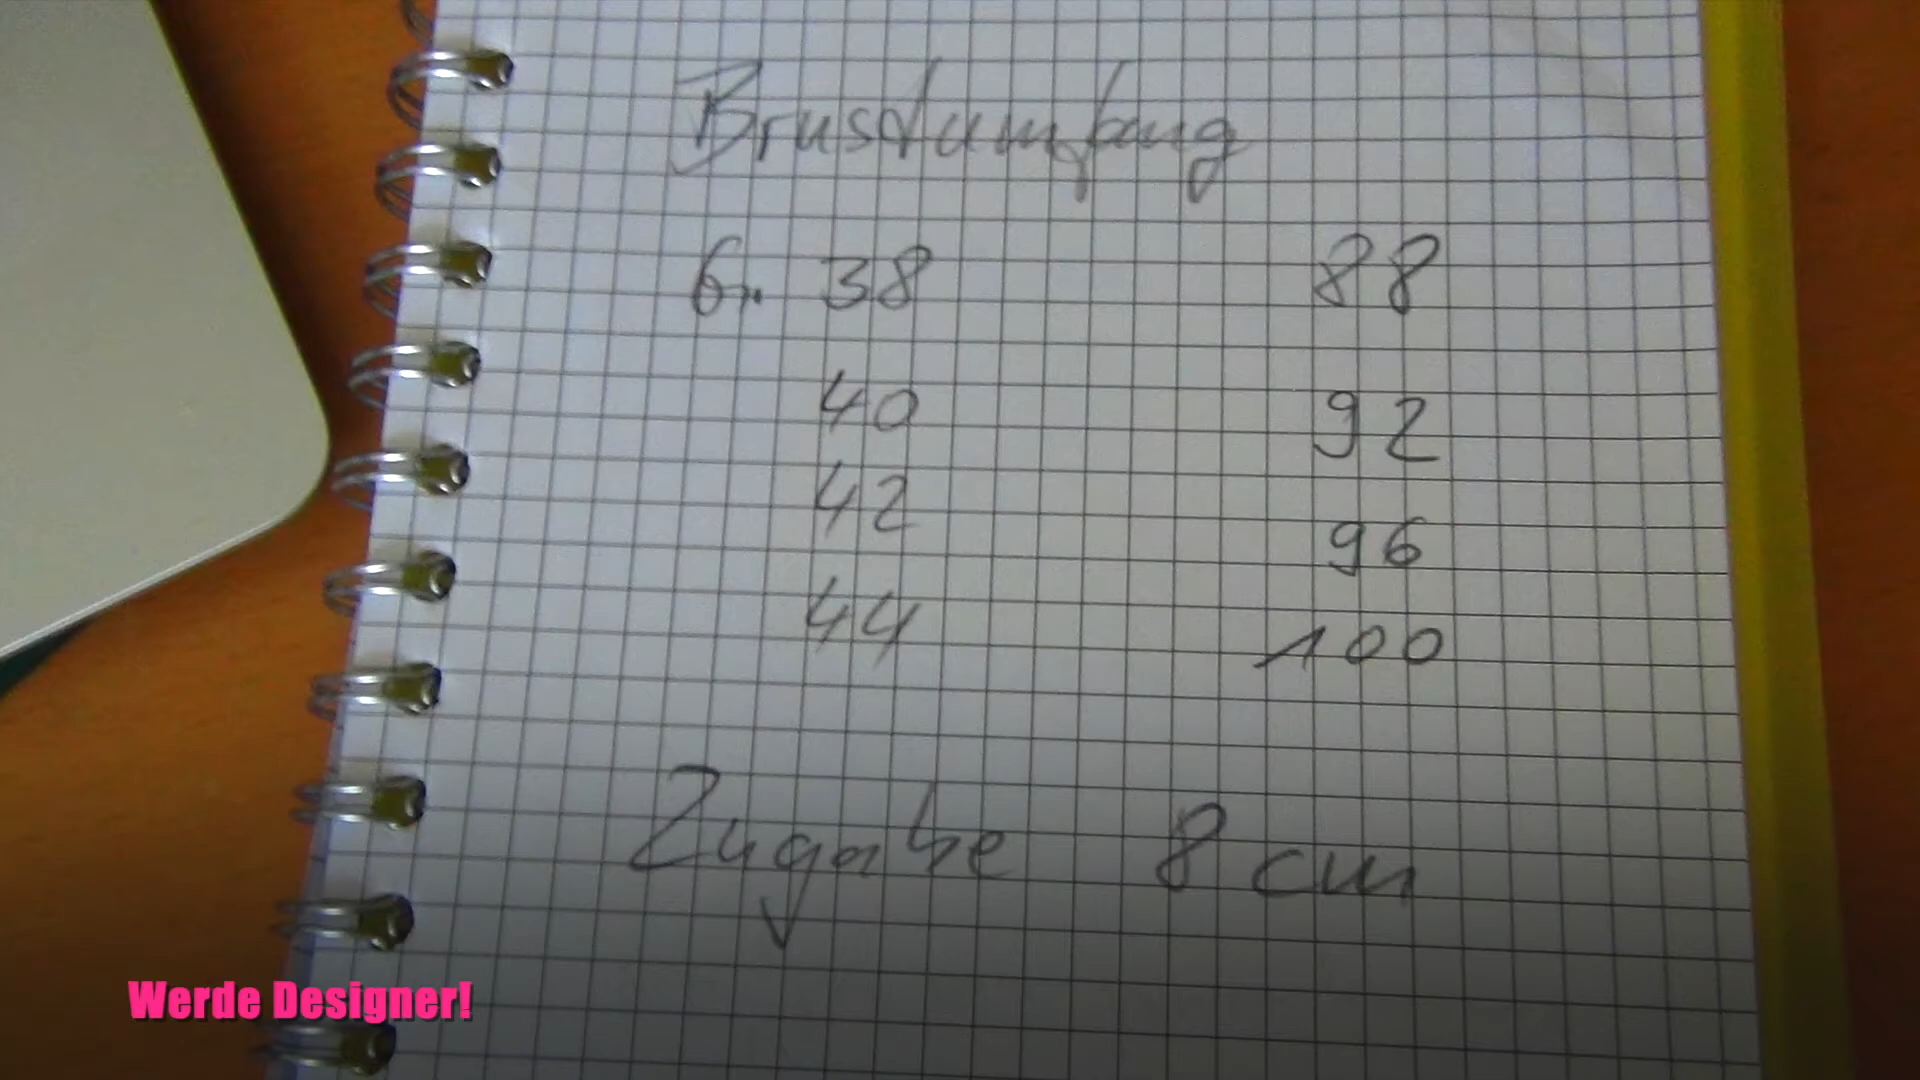 Brustumfang
Gr. 38 88
40 92
42 96
44 100
Zugabe 8 cm
Werde Designer!